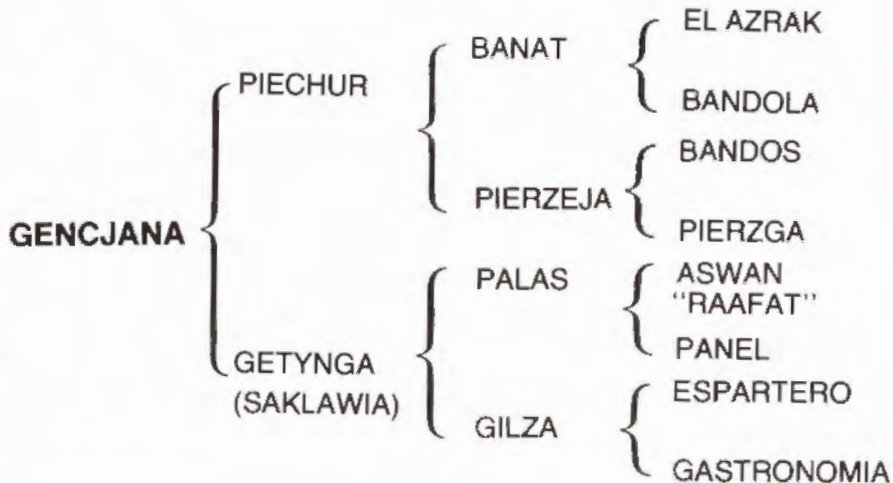 EL AZRAK
BANAT
PIECHUR
BANDOLA
BANDOS
PIERZEJA
PIERZGA
GENCJANA
PALAS
ASWAN
"RAAFAT"
PANEL
GETYNGA
(SAKLAWIA)
ESPARTERO
GILZA
GASTRONOMIA